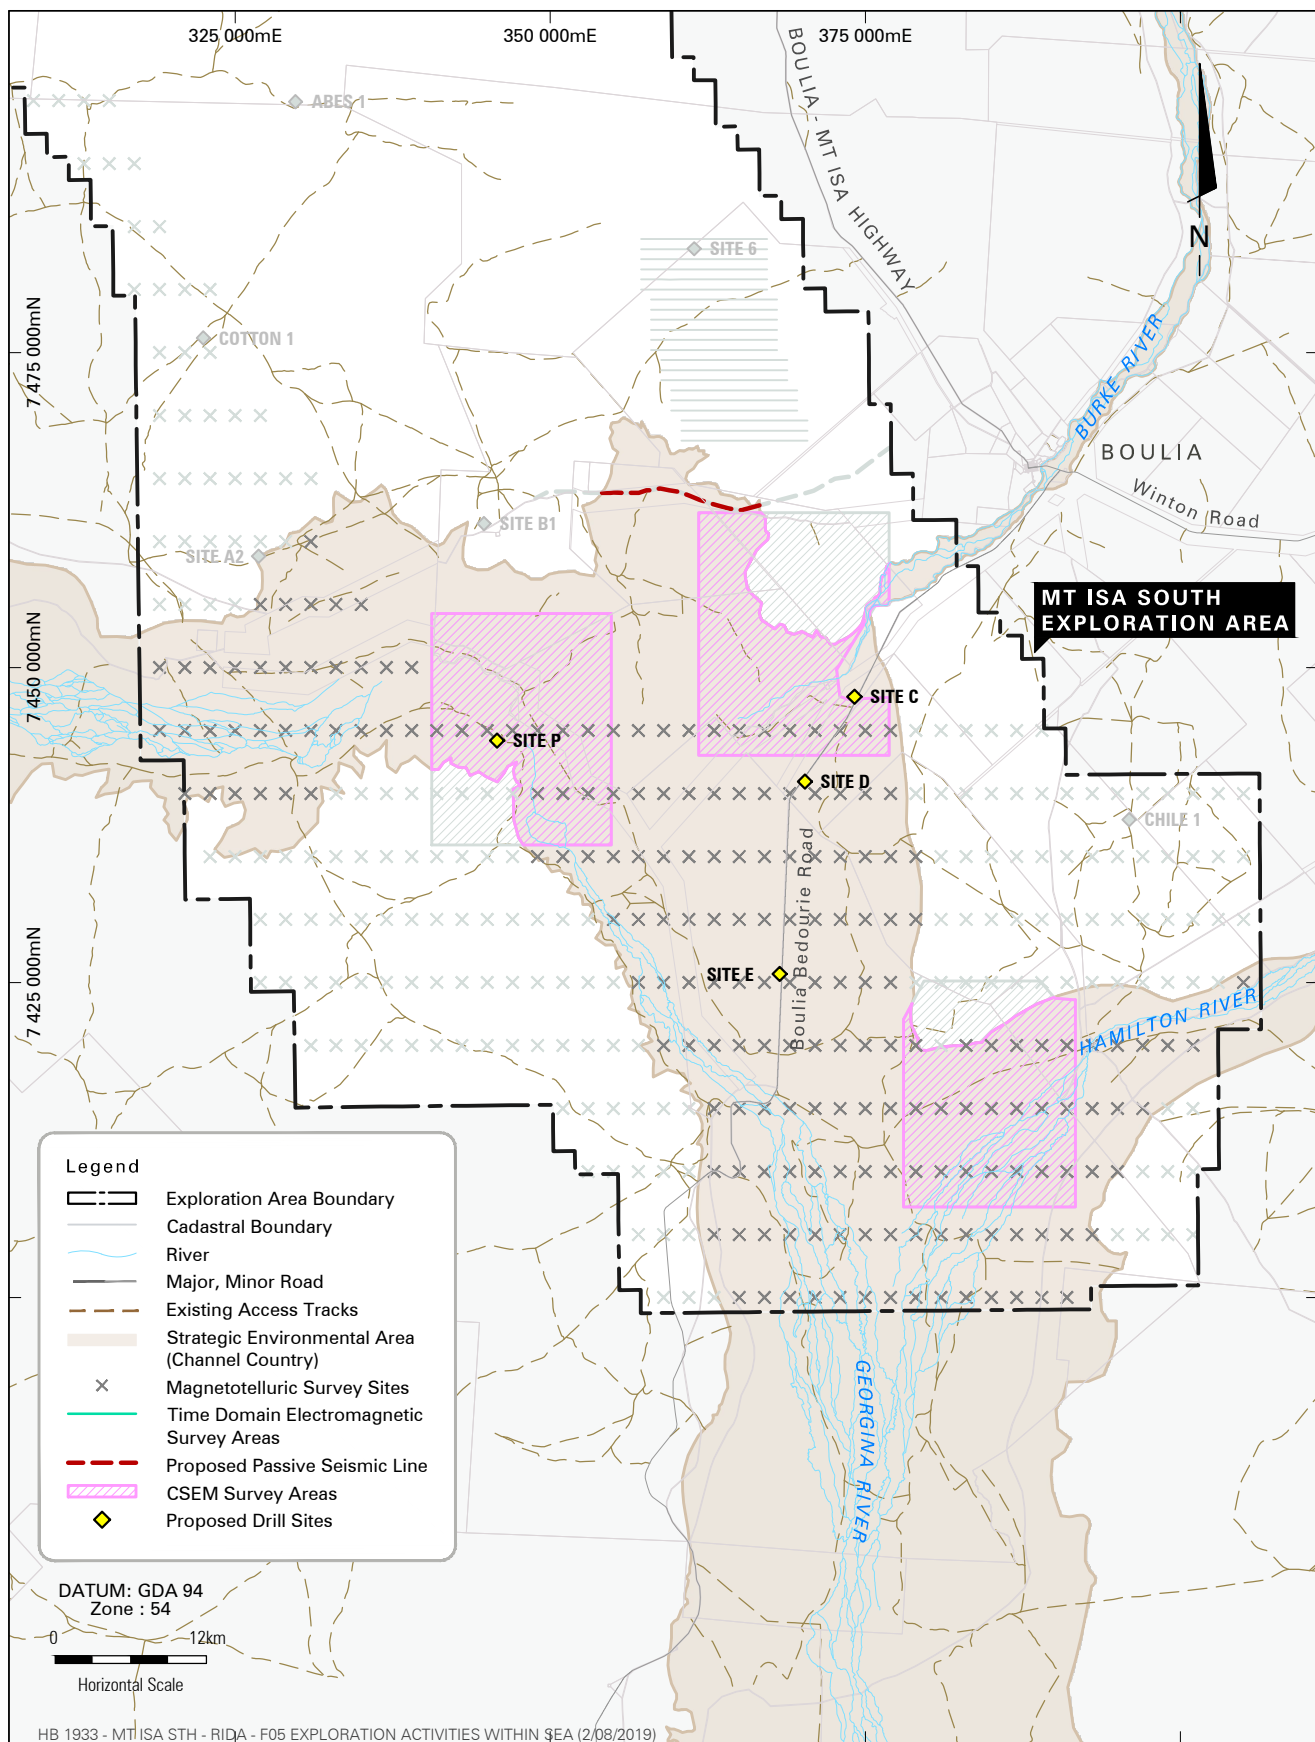 325 000mE
350 000mE
375 000mE
BOULIA - MT ISA HIGHWAY
ABES 1
N
SITE 6
COTTON 1
7 475 000mN
BURKE RIVER
BOULIA
Winton Road
SITE B1
SITE A2
MT ISA SOUTH
EXPLORATION AREA
7 450 000mN
SITE C
SITE P
SITE D
CHILE 1
Boulia Bedourie Road
SITE E
7 425 000mN
HAMILTON RIVER
GEORGINA RIVER
Legend
Exploration Area Boundary
Cadastral Boundary
River
Major, Minor Road
Existing Access Tracks
Strategic Environmental Area
(Channel Country)
Magnetotelluric Survey Sites
Time Domain Electromagnetic
Survey Areas
Proposed Passive Seismic Line
CSEM Survey Areas
Proposed Drill Sites
DATUM: GDA 94
Zone : 54
0 12km
Horizontal Scale
HB 1933 - MT ISA STH - RIDA - F05 EXPLORATION ACTIVITIES WITHIN SEA (2/08/2019)